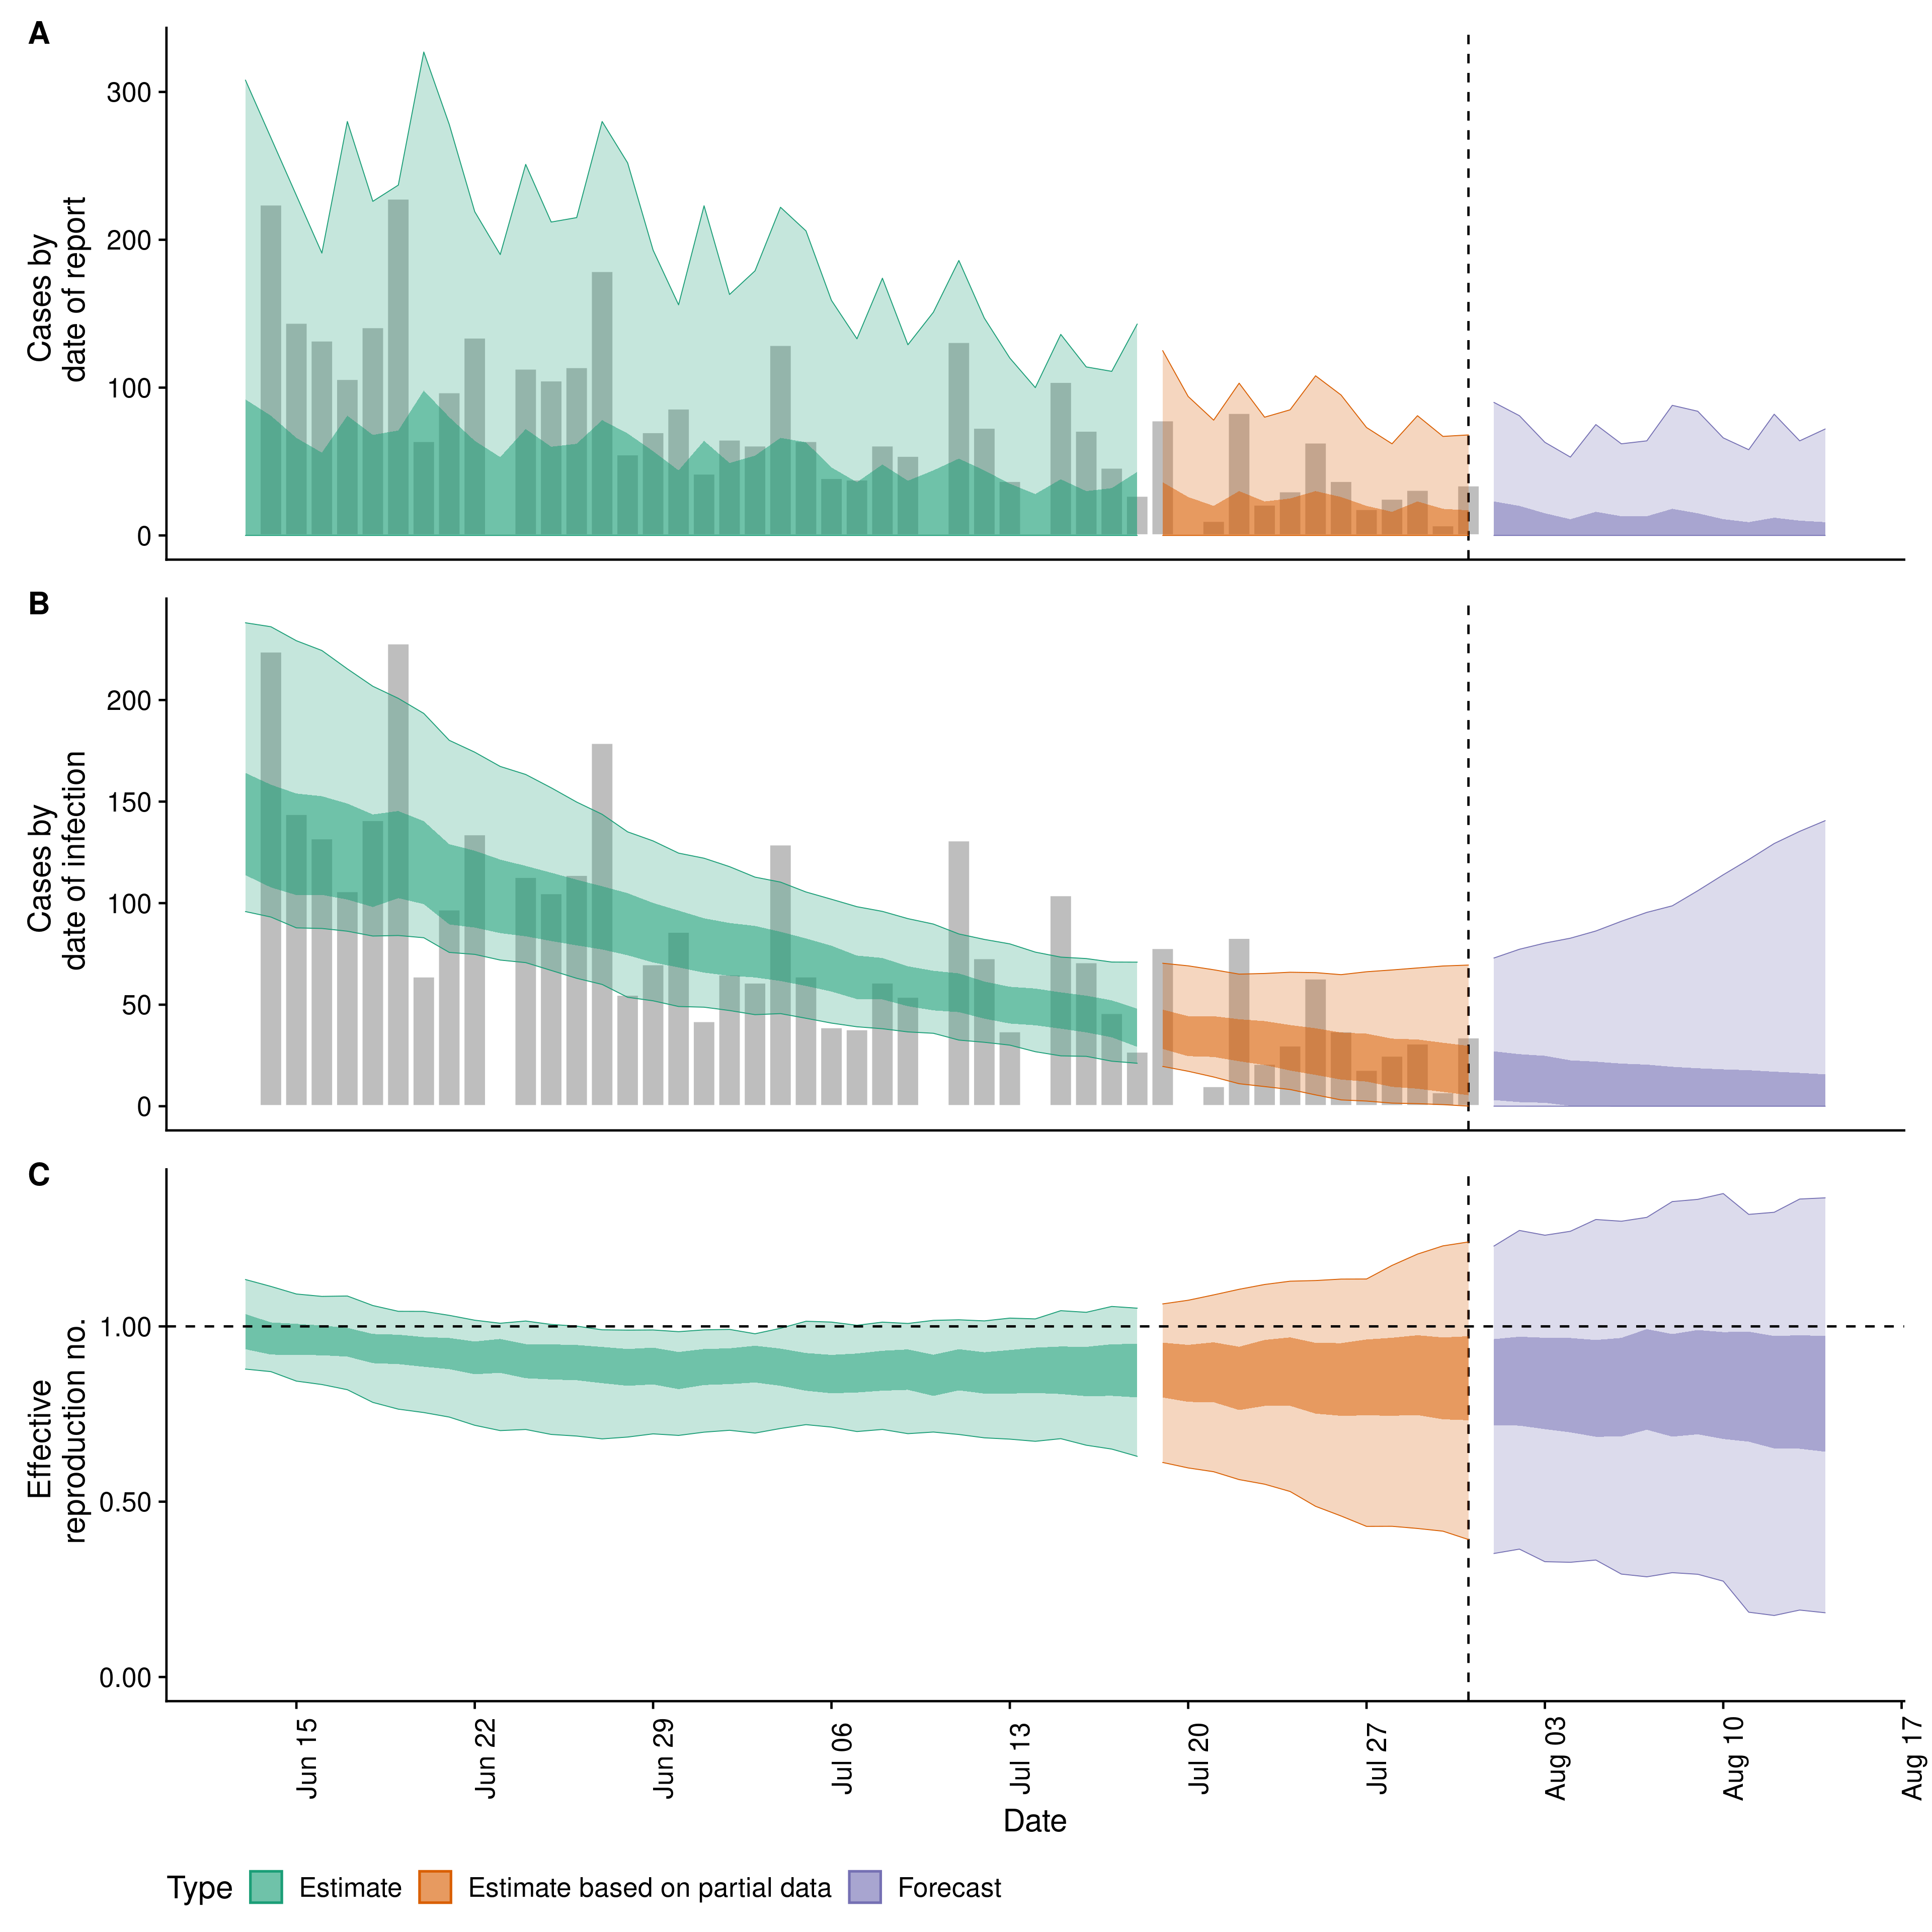 A
Cases by
date of report
300
200
100
0
B
Cases by
date of infection
200
150
100
50
0
C
Effective
reproduction no.
1.00
0.50
0.00
Jun 15
Jun 22
Jun 29
Jul 06
Jul 13
Jul 20
Jul 27
Aug 03
Aug 10
Aug 17
Date
Type Estimate Estimate based on partial data Forecast